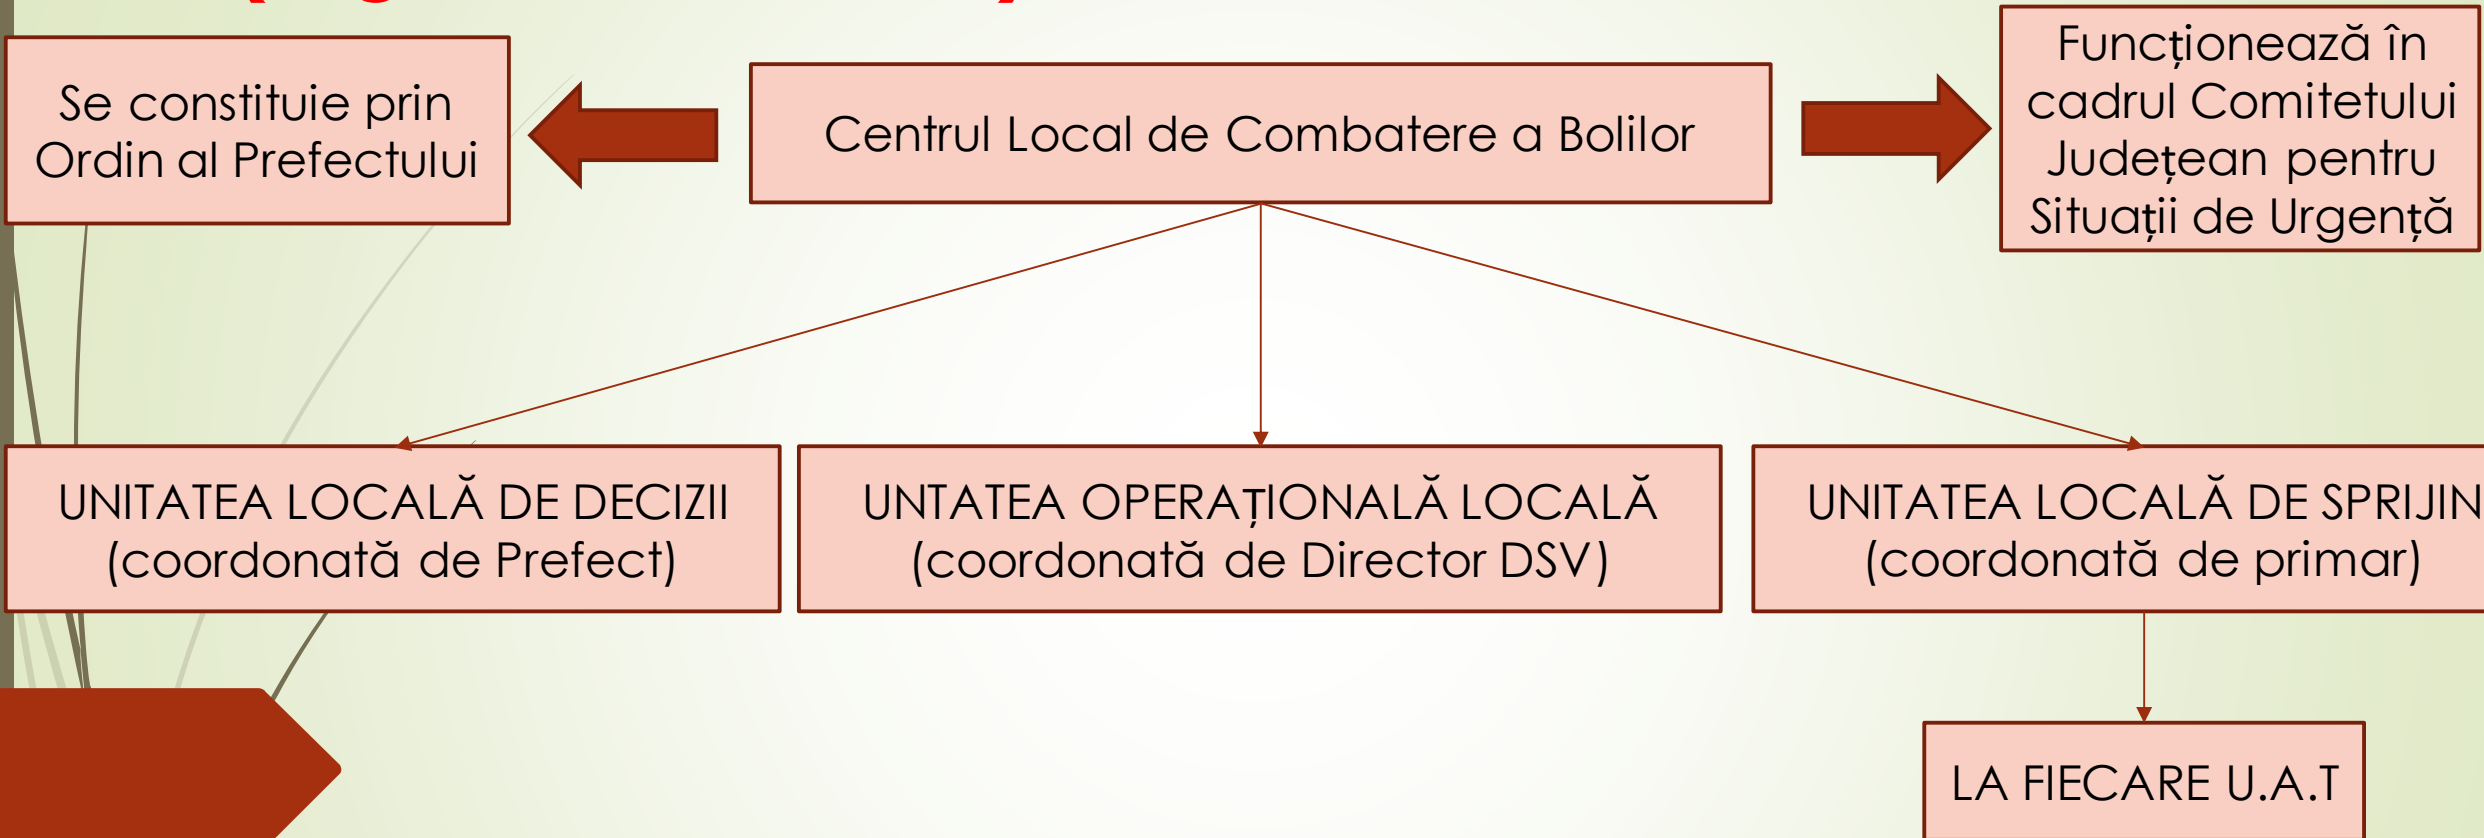 Se constituie prin
Ordin al Prefectului
Centrul Local de Combatere a Bolilor
Funcționează în
cadrul Comitetului
Județean pentru
Situații de Urgență
UNITATEA LOCALĂ DE DECIZII
(coordonată de Prefect)
UNTATEA OPERAȚIONALĂ LOCALĂ
(coordonată de Director DSV)
UNITATEA LOCALĂ DE SPRIJIN
(coordonată de primar)
LA FIECARE U.A.T